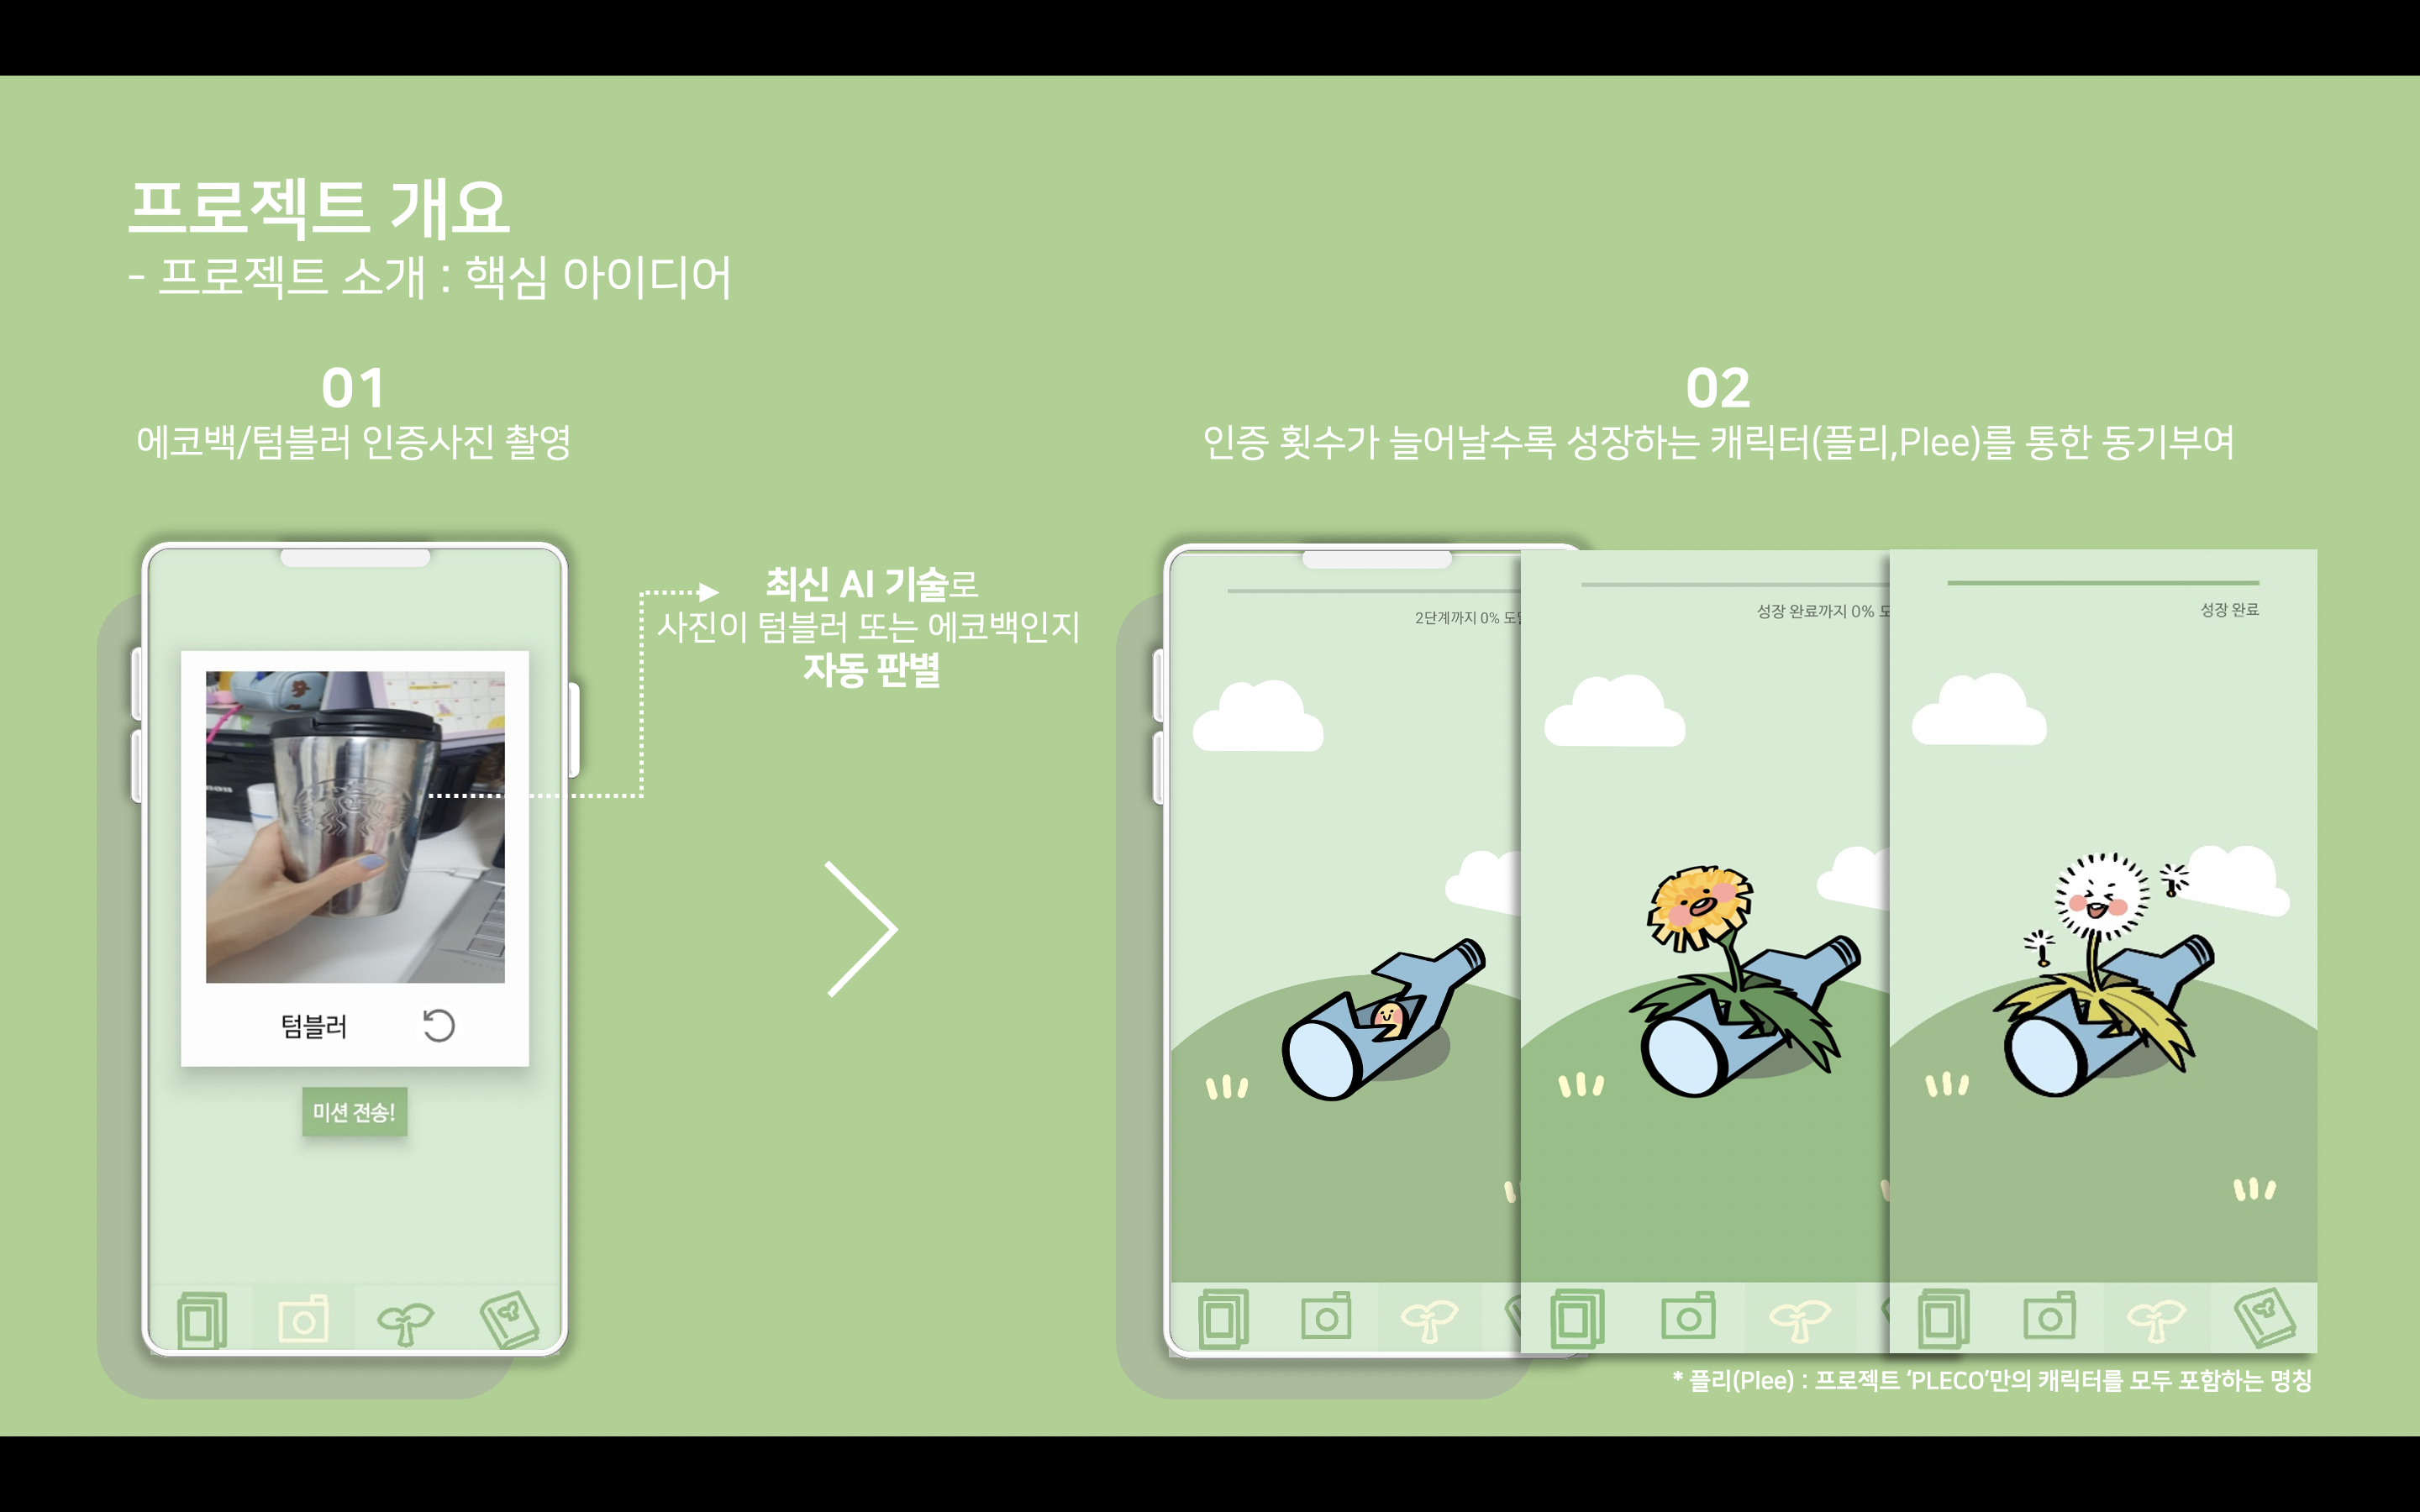 프로젝트 개요
- 프로젝트 소개 : 핵심 아이디어
01
에코백/텀블러 인증사진 촬영
최신 AI 기술로
사진이 텀블러 또는 에코백인지
자동 판별
텀블러
미션 전송!
02
인증 횟수가 늘어날수록 성장하는 캐릭터(플리,Plee)를 통한 동기부여
2단계까지 0%
성장 완료까지 0%
성장 완료
* 플리(Plee) : 프로젝트 ‘PLECO’만의 캐릭터를 모두 포함하는 명칭